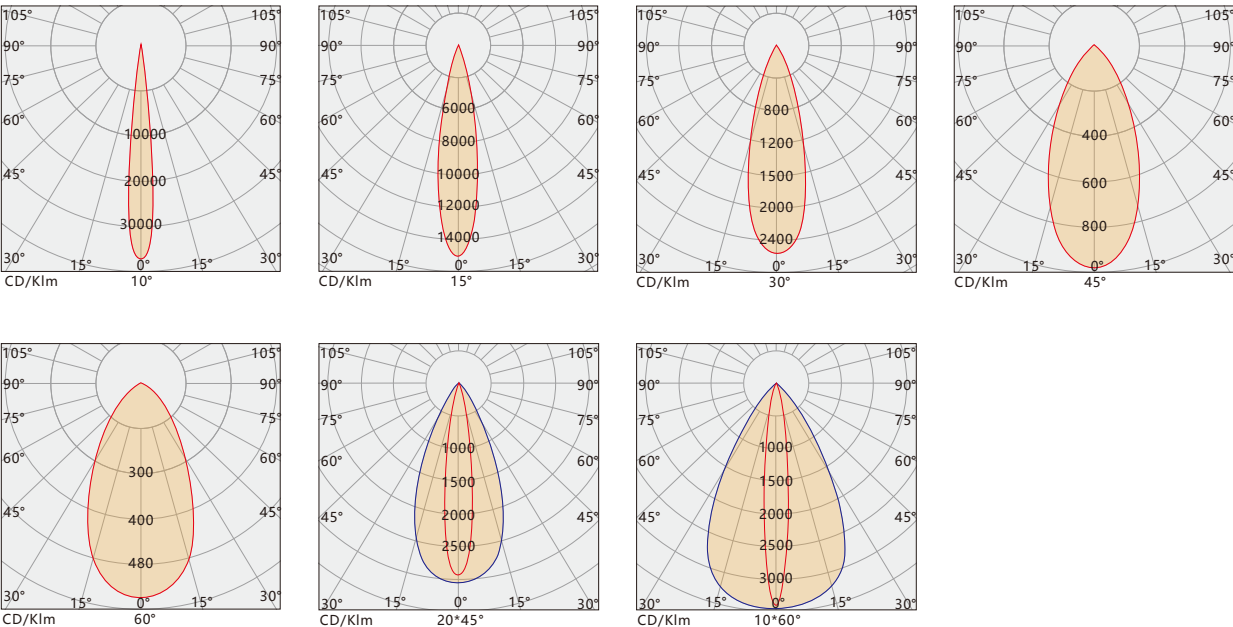 105° 105° 105° 105° 105° 105° 105° 105°
90° 90° 90° 90° 90° 90° 90° 90°
75° 75° 75° 75° 75° 75° 75° 75°
6000 800
60° 60° 60° 60° 60° 60° 60° 60°
10000 8000 1200 400
45° 45° 45° 45° 45° 45° 45° 45°
20000 10000 1500 600
12000 2000
30000 14000 2400 800
30° 15° 0° 15° 30° 30° 15° 0° 15° 30° 30° 15° 0° 15° 30° 30° 15° 0° 15° 30°
CD/Klm 10° CD/Klm 15° CD/Klm 30° CD/Klm 45°
105° 105° 105° 105° 105° 105°
90° 90° 90° 90° 90° 90°
75° 75° 75° 75° 75° 75°
1000 1000
60° 60° 60° 60° 60° 60°
300 1500 1500
45° 45° 45° 45° 45° 45°
400 2000 2000
2500 2500
480 3000
30° 15° 0° 15° 30° 30° 15° 0° 15° 30° 30° 15° 0° 15° 30°
CD/Klm 60° CD/Klm 20*45° CD/Klm 10*60°